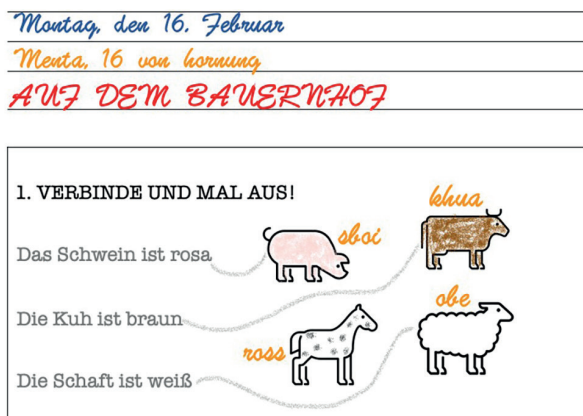 Montag, den 16. Februar
Menta, 16 von hornung
AUF DEM BAUERNHOF
1. VERBINDE UND MAL AUS!
khua
sboi
Das Schwein ist rosa
obe
Die Kuh ist braun
ross
Die Schaft ist weiß